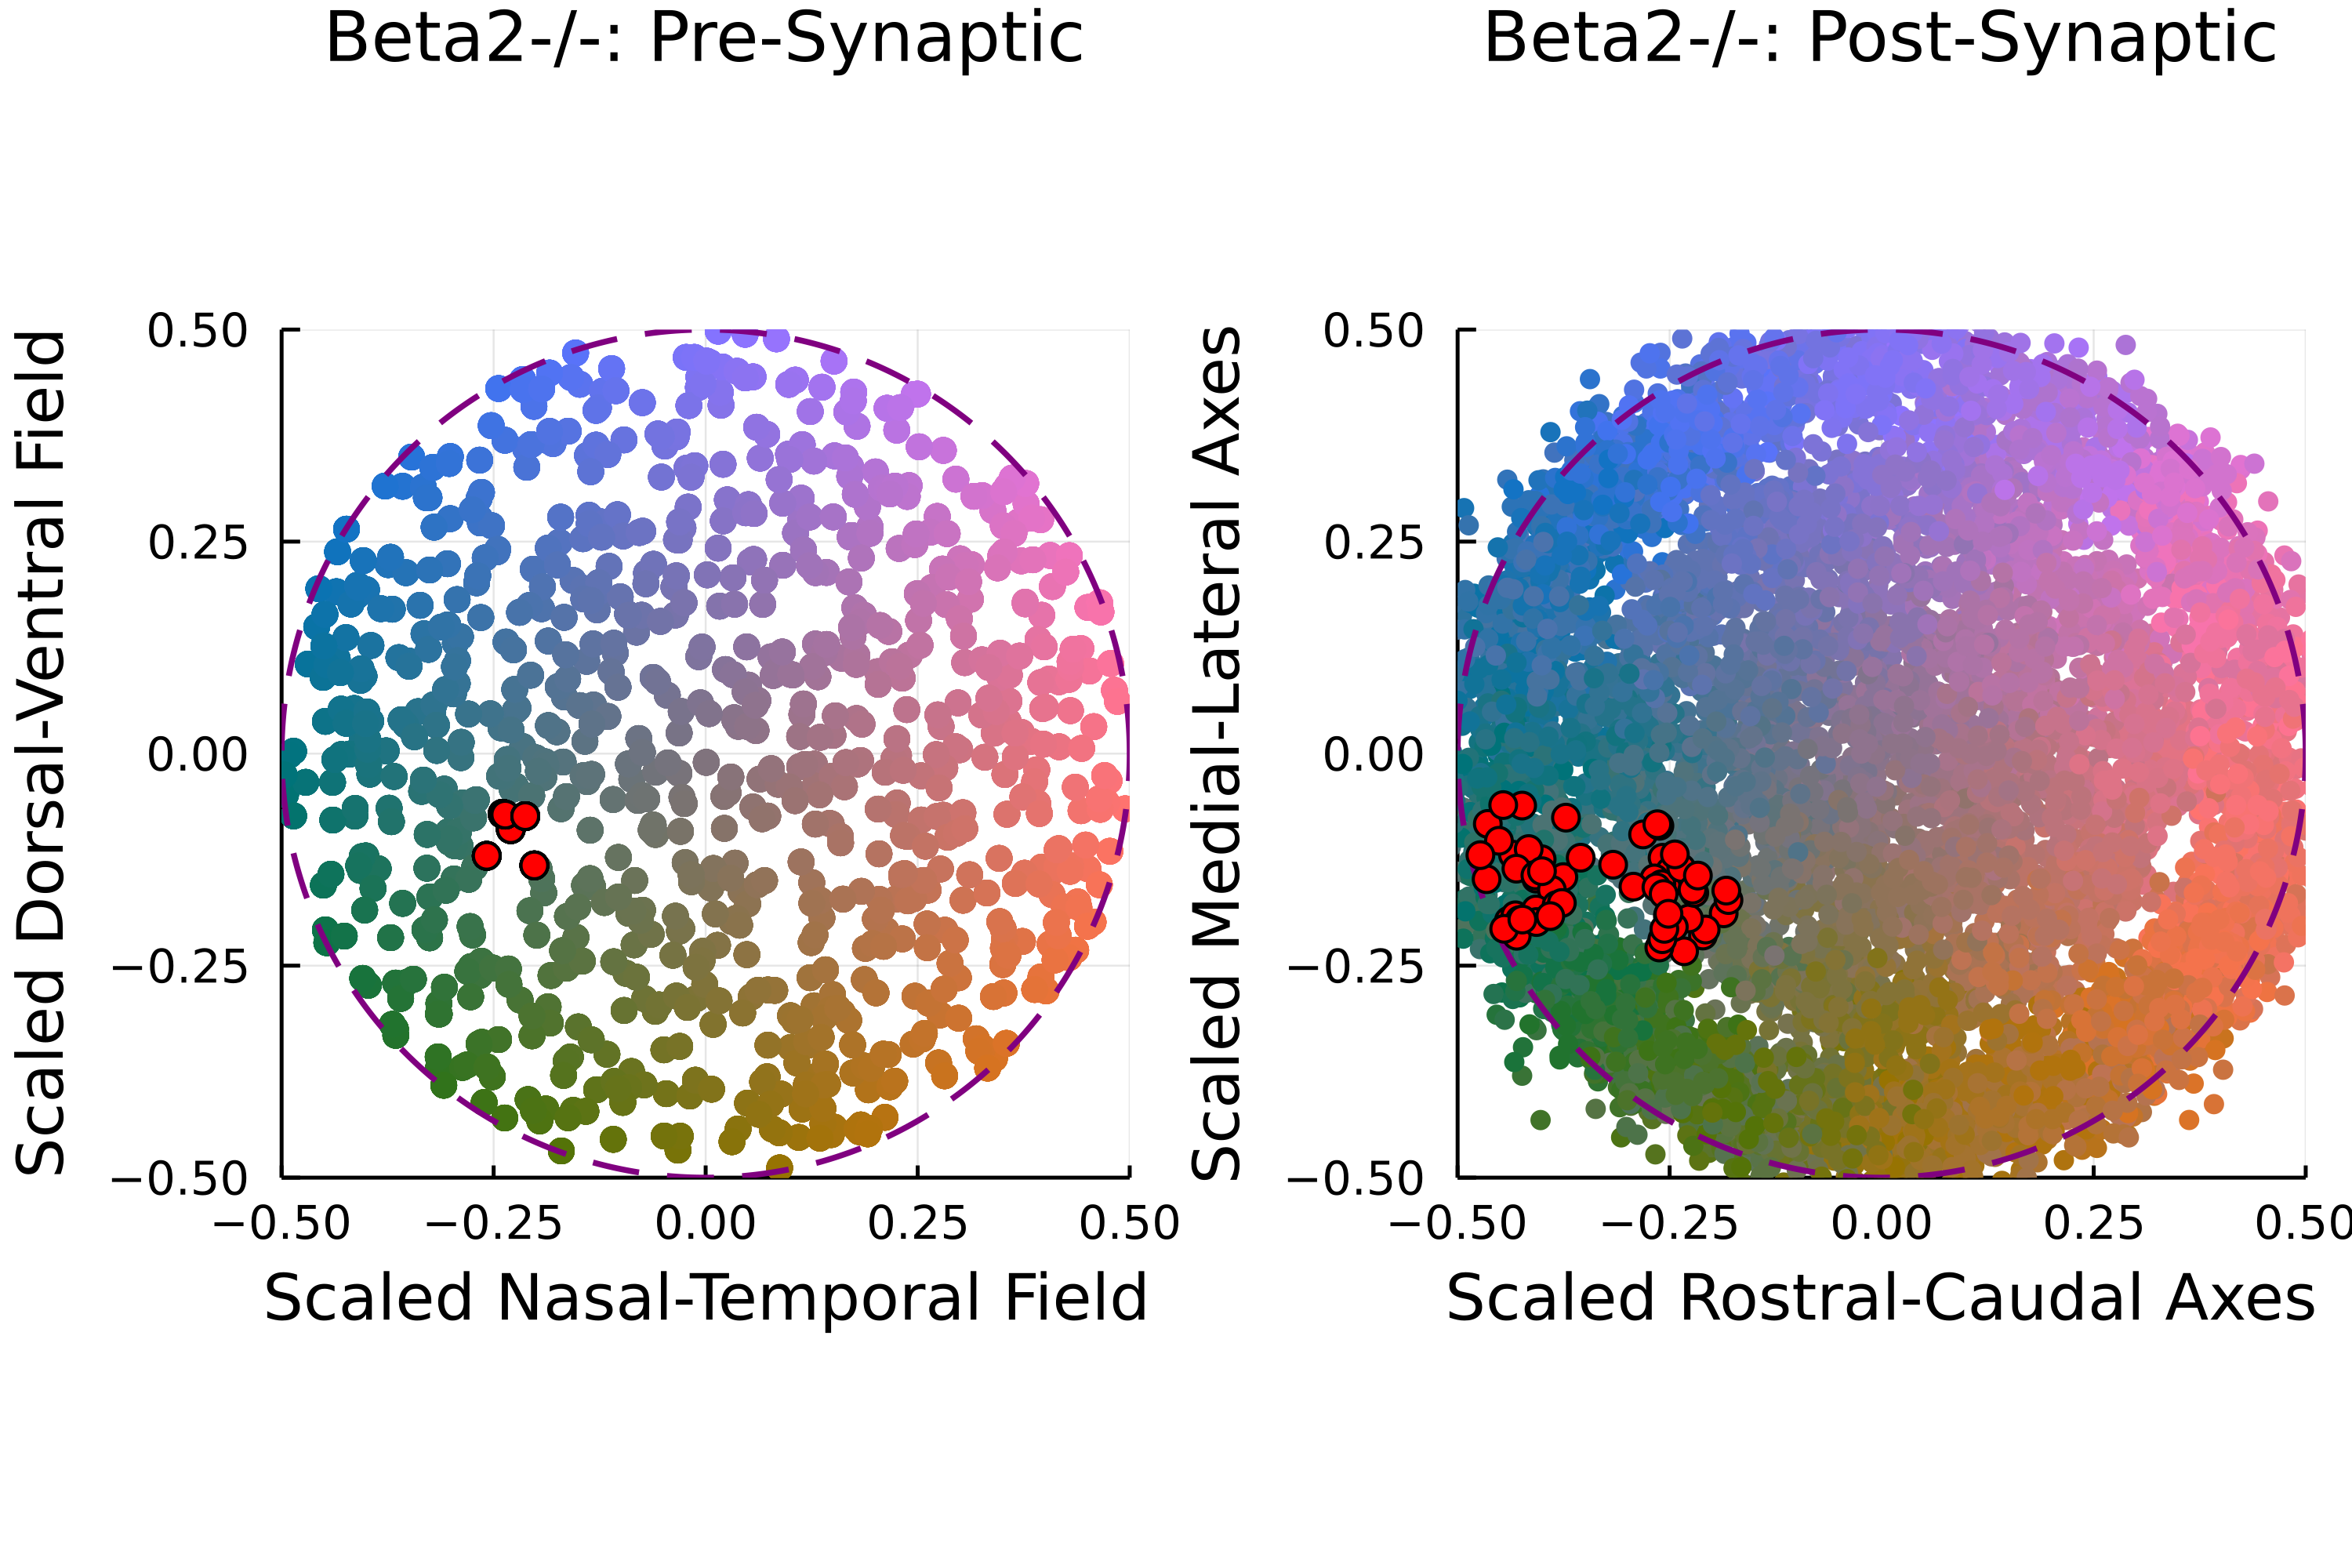 Beta2-/-: Pre-Synaptic
Scaled Dorsal-Ventral Field
0.50
0.25
0.00
−0.25
−0.50
−0.50 −0.25 0.00 0.25 0.50
Scaled Nasal-Temporal Field
Beta2-/-: Post-Synaptic
Scaled Medial-Lateral Axes
0.50
0.25
0.00
−0.25
−0.50
−0.50 −0.25 0.00 0.25 0.50
Scaled Rostral-Caudal Axes